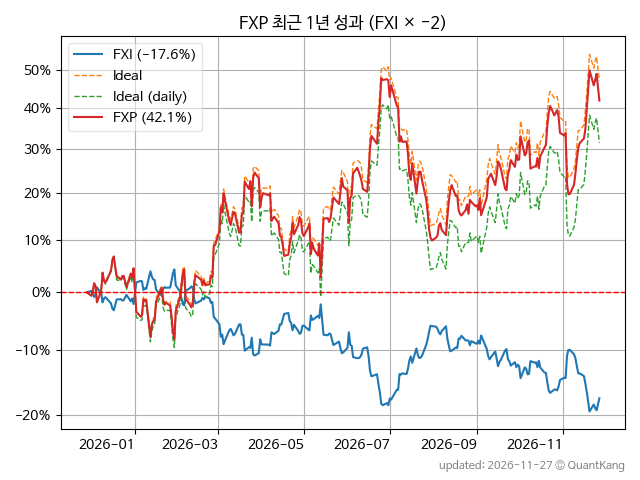 FXP 최근 1년 성과 (FXI × −2)
FXI (−17.6%)
Ideal
Ideal (daily)
FXP (42.1%)
50%
40%
30%
20%
10%
0%
−10%
−20%
2026-01
2026-03
2026-05
2026-07
2026-09
2026-11
updated: 2026-11-27 © QuantKang